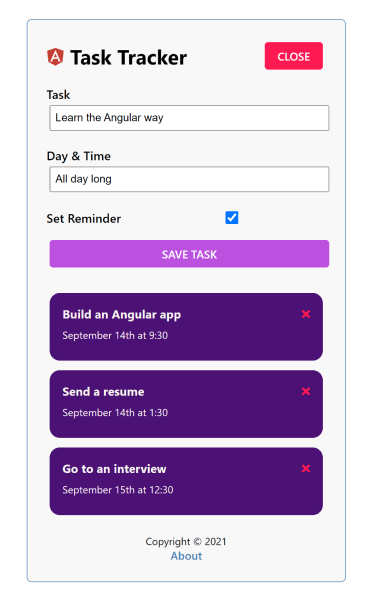 Task Tracker
CLOSE
Task
Learn the Angular way
Day & Time
All day long
Set Reminder
SAVE TASK
Build an Angular app
September 14th at 9:30
Send a resume
September 14th at 1:30
Go to an interview
September 15th at 12:30
Copyright © 2021
About